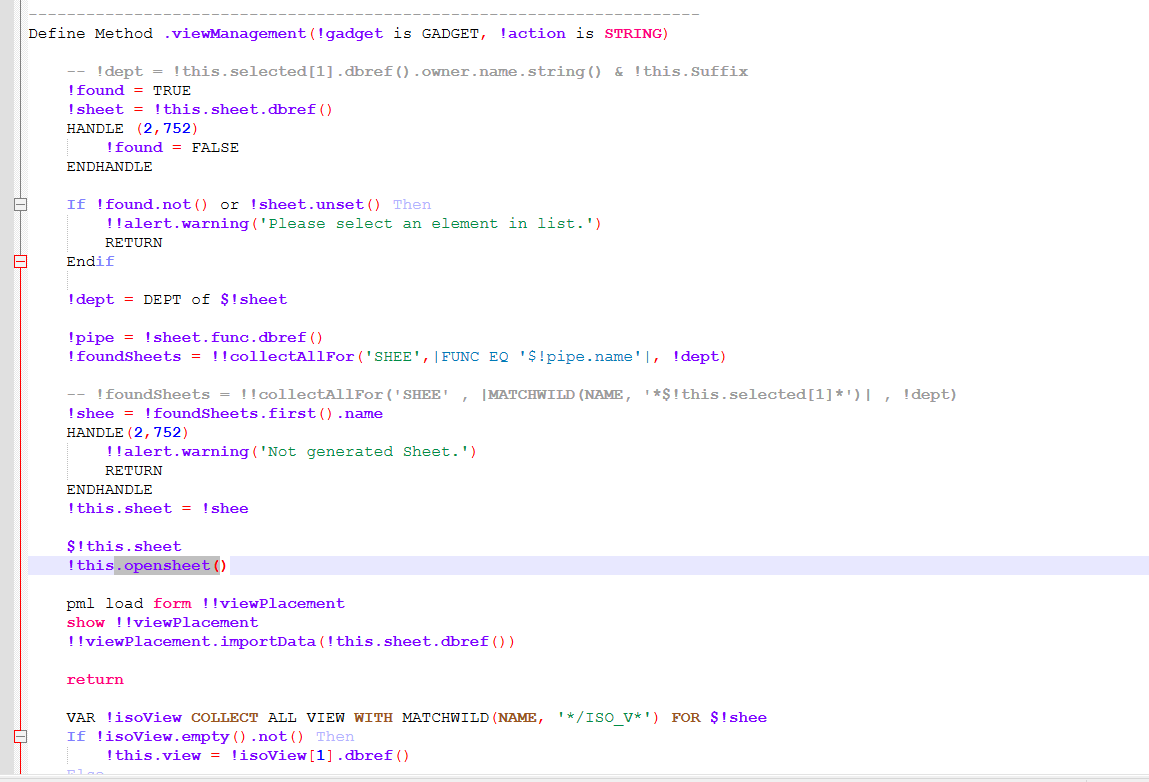 ----------------------------------------------------------------------
Define Method .viewManagement(!gadget is GADGET, !action is STRING)
-- !dept = !this.selected[1].dbref().owner.name.string() & !this.Suffix
!found = TRUE
!sheet = !this.sheet.dbref()
HANDLE (2,752)
!found = FALSE
ENDHANDLE
If !found.not() or !sheet.unset() Then
!!alert.warning('Please select an element in list.')
RETURN
Endif
!dept = DEPT of $!sheet
!pipe = !sheet.func.dbref()
!foundSheets = !!collectAllFor('SHEE',|FUNC EQ '$!pipe.name'|, !dept)
-- !foundSheets = !!collectAllFor('SHEE' , |MATCHWILD(NAME, '*$!this.selected[1]*')| , !dept)
!shee = !foundSheets.first().name
HANDLE(2,752)
!!alert.warning('Not generated Sheet.')
RETURN
ENDHANDLE
!this.sheet = !shee
$!this.sheet
!this.opensheet()
pml load form !!viewPlacement
show !!viewPlacement
!!viewPlacement.importData(!this.sheet.dbref())
return
VAR !isoView COLLECT ALL VIEW WITH MATCHWILD(NAME, '*/ISO_V*') FOR $!shee
If !isoView.empty().not() Then
!this.view = !isoView[1].dbref()
Else